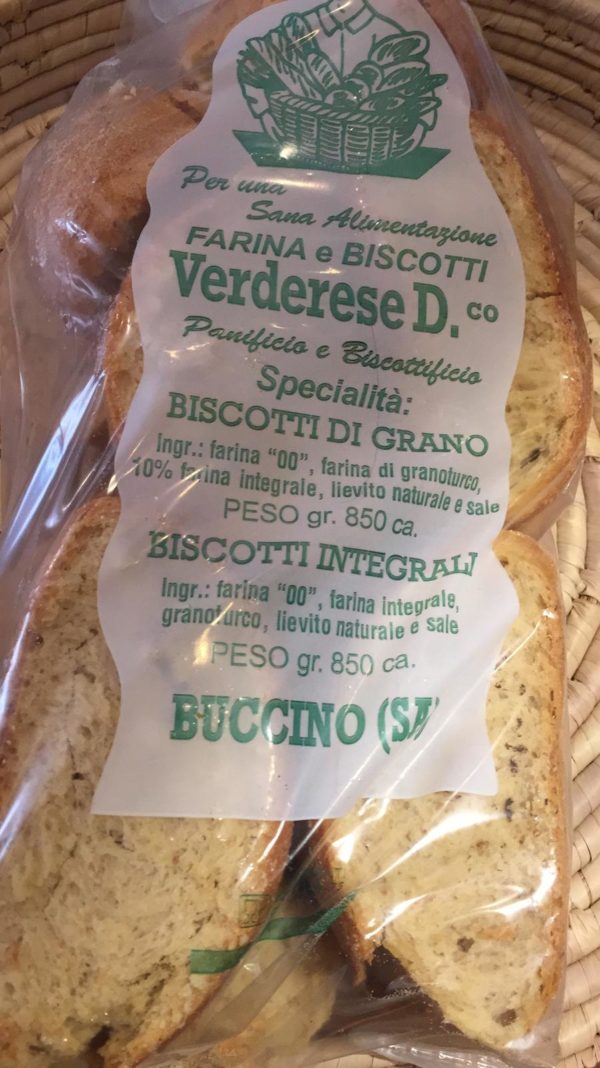 Per una
Sana Alimentazione
FARINA e BISCOTTI
Verderese D.co
Panificio e Biscottificio
Specialità:
BISCOTTI DI GRANO
Ingr.: farina "00", farina di granoturco,
10% farina integrale, lievito naturale e sale
PESO gr. 850 ca.
BISCOTTI INTEGRALI
Ingr.: farina "00", farina integrale,
granoturco, lievito naturale e sale
PESO gr. 850 ca.
BUCCINO (SA